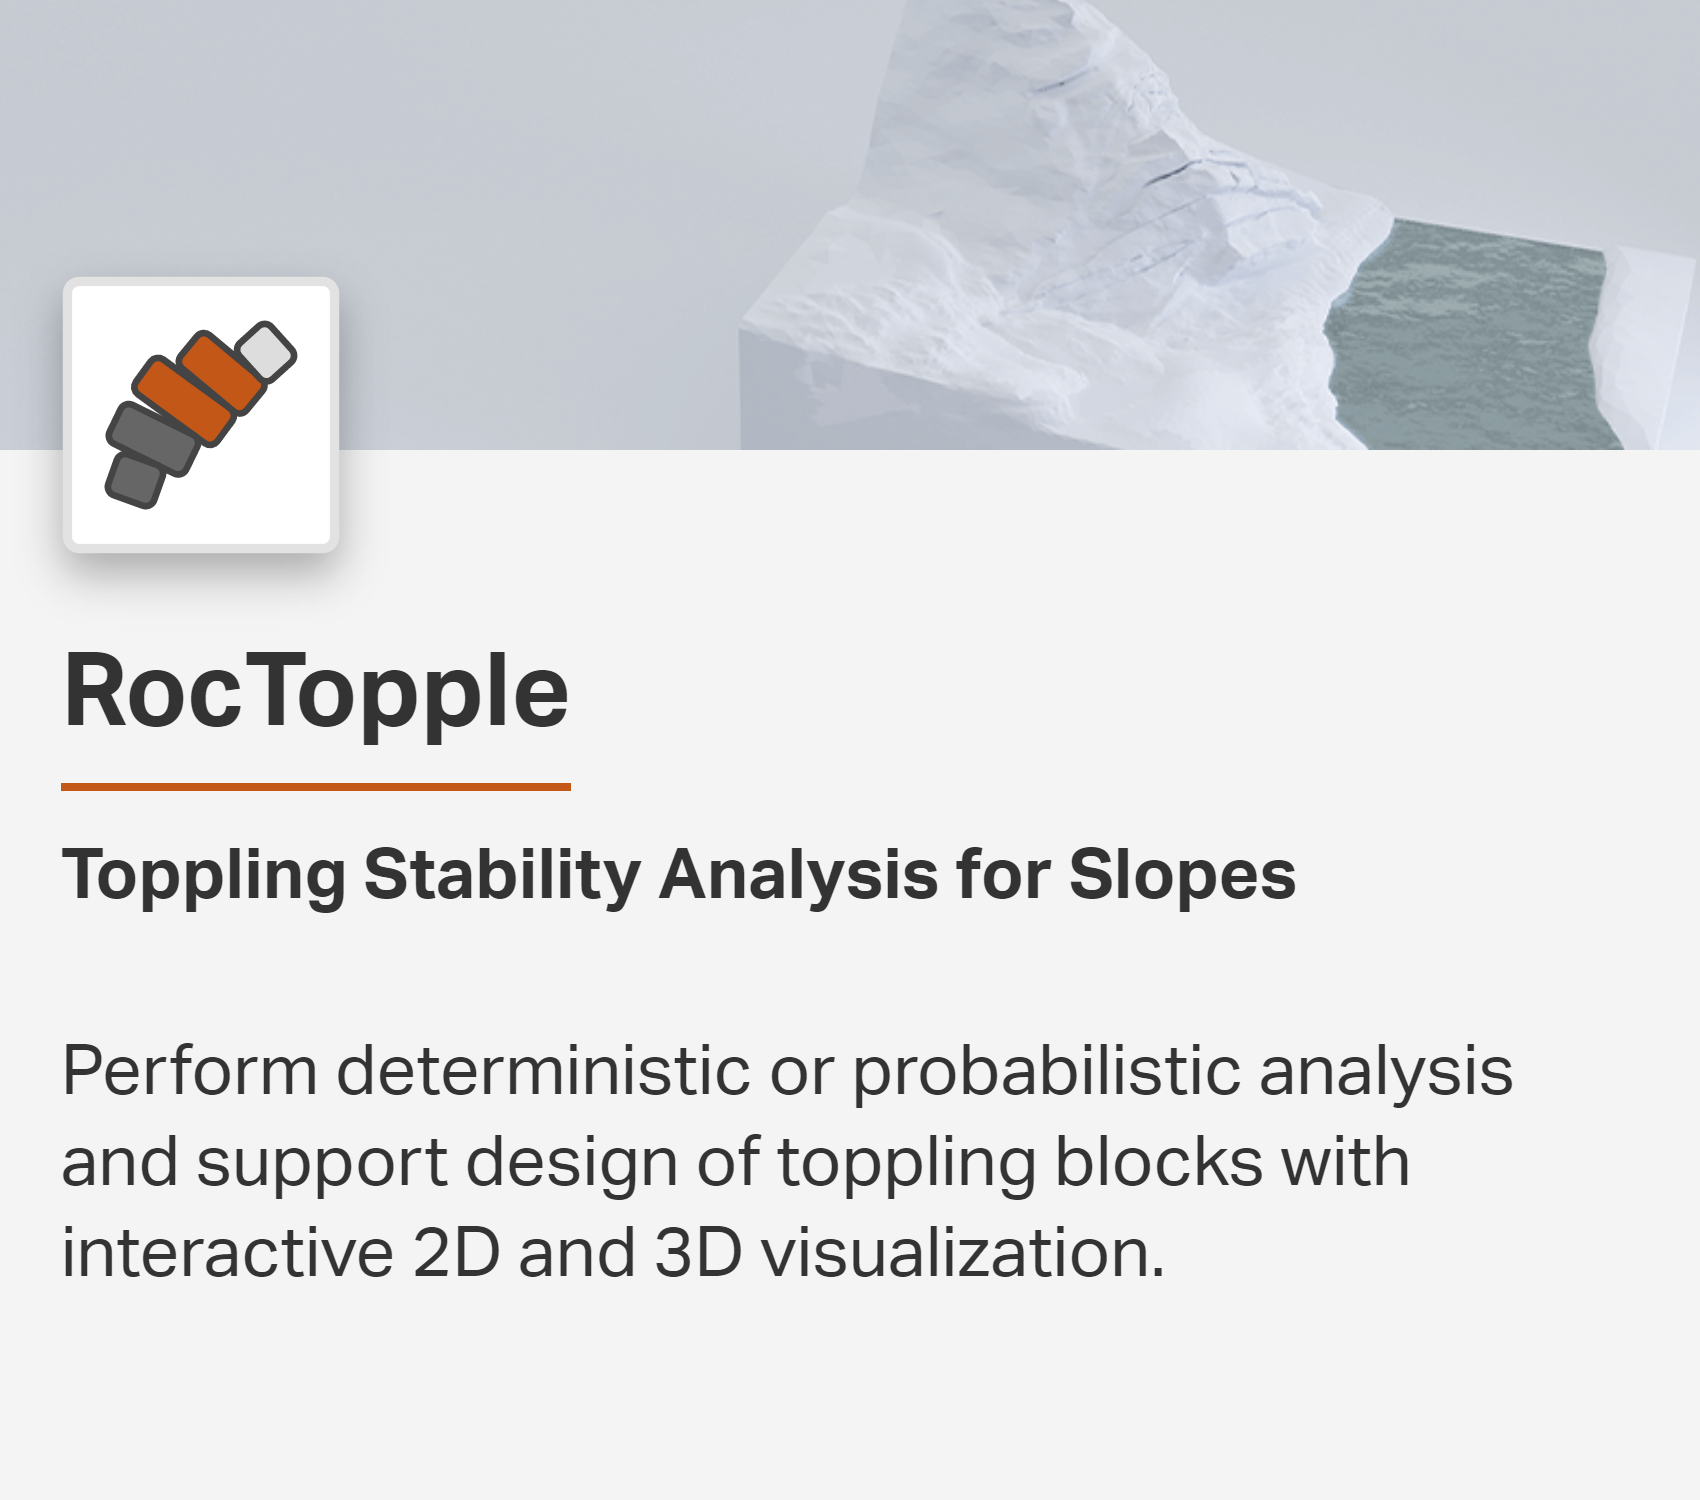 RocTopple
Toppling Stability Analysis for Slopes
Perform deterministic or probabilistic analysis
and support design of toppling blocks with
interactive 2D and 3D visualization.